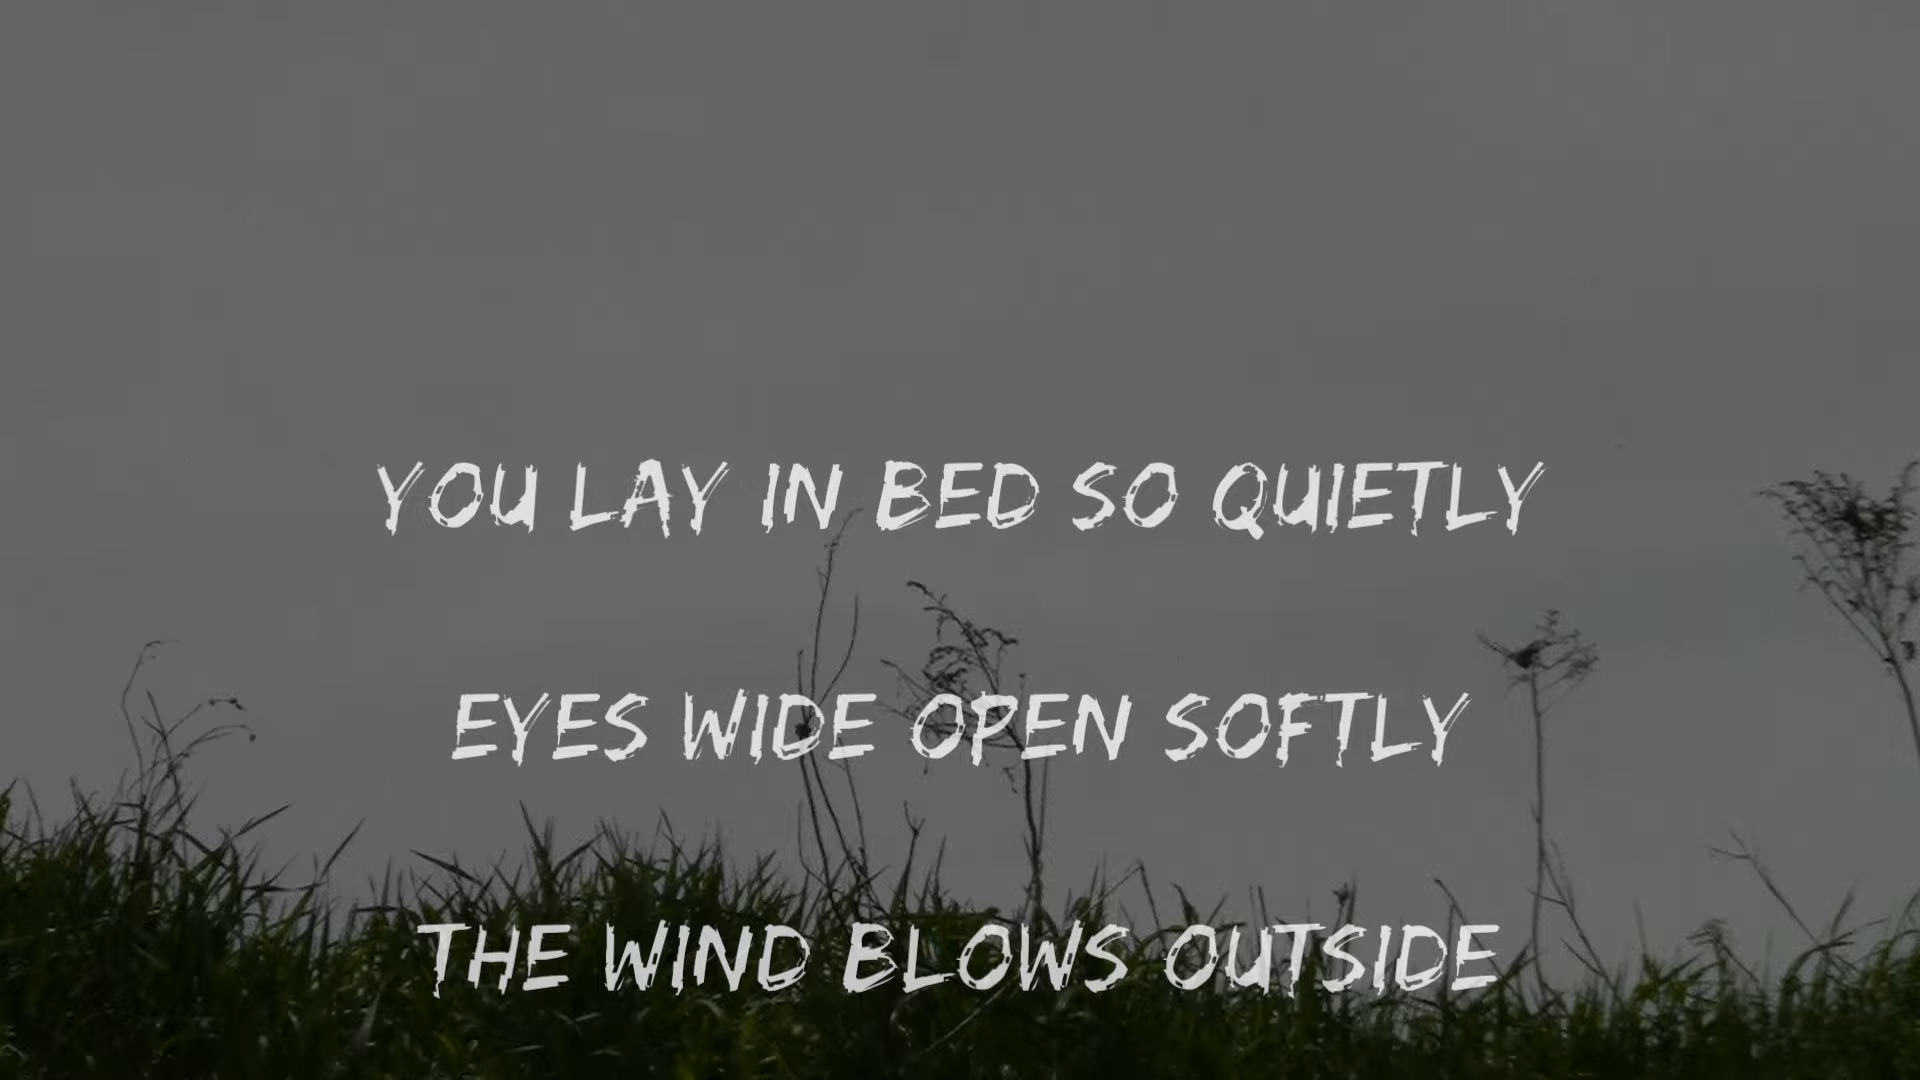 YOU LAY IN BED SO QUIETLY
EYES WIDE OPEN SOFTLY
THE WIND BLOWS OUTSIDE